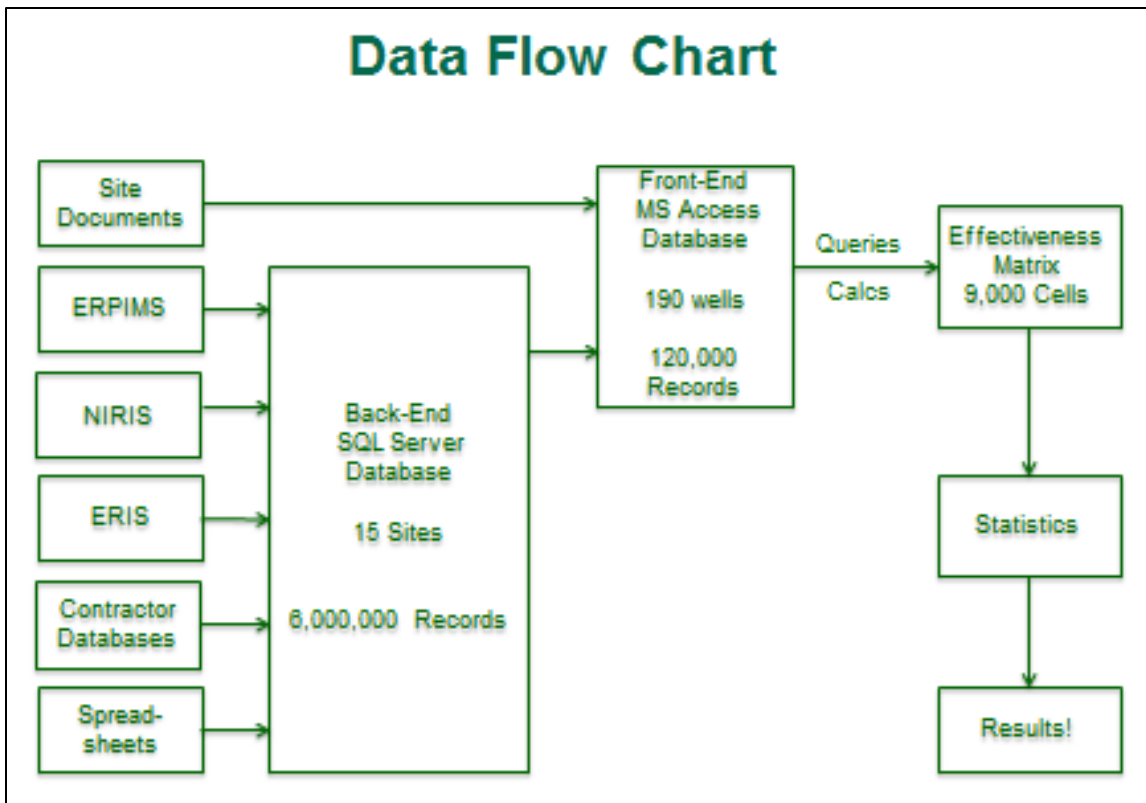 Data Flow Chart
Site
Documents
ERPIMS
NIRIS
ERIS
Contractor
Databases
Spread-
sheets
Back-End
SQL Server
Database
15 Sites
6,000,000 Records
Front-End
MS Access
Database
190 wells
120,000
Records
Queries
Calcs
Effectiveness
Matrix
9,000 Cells
Statistics
Results!